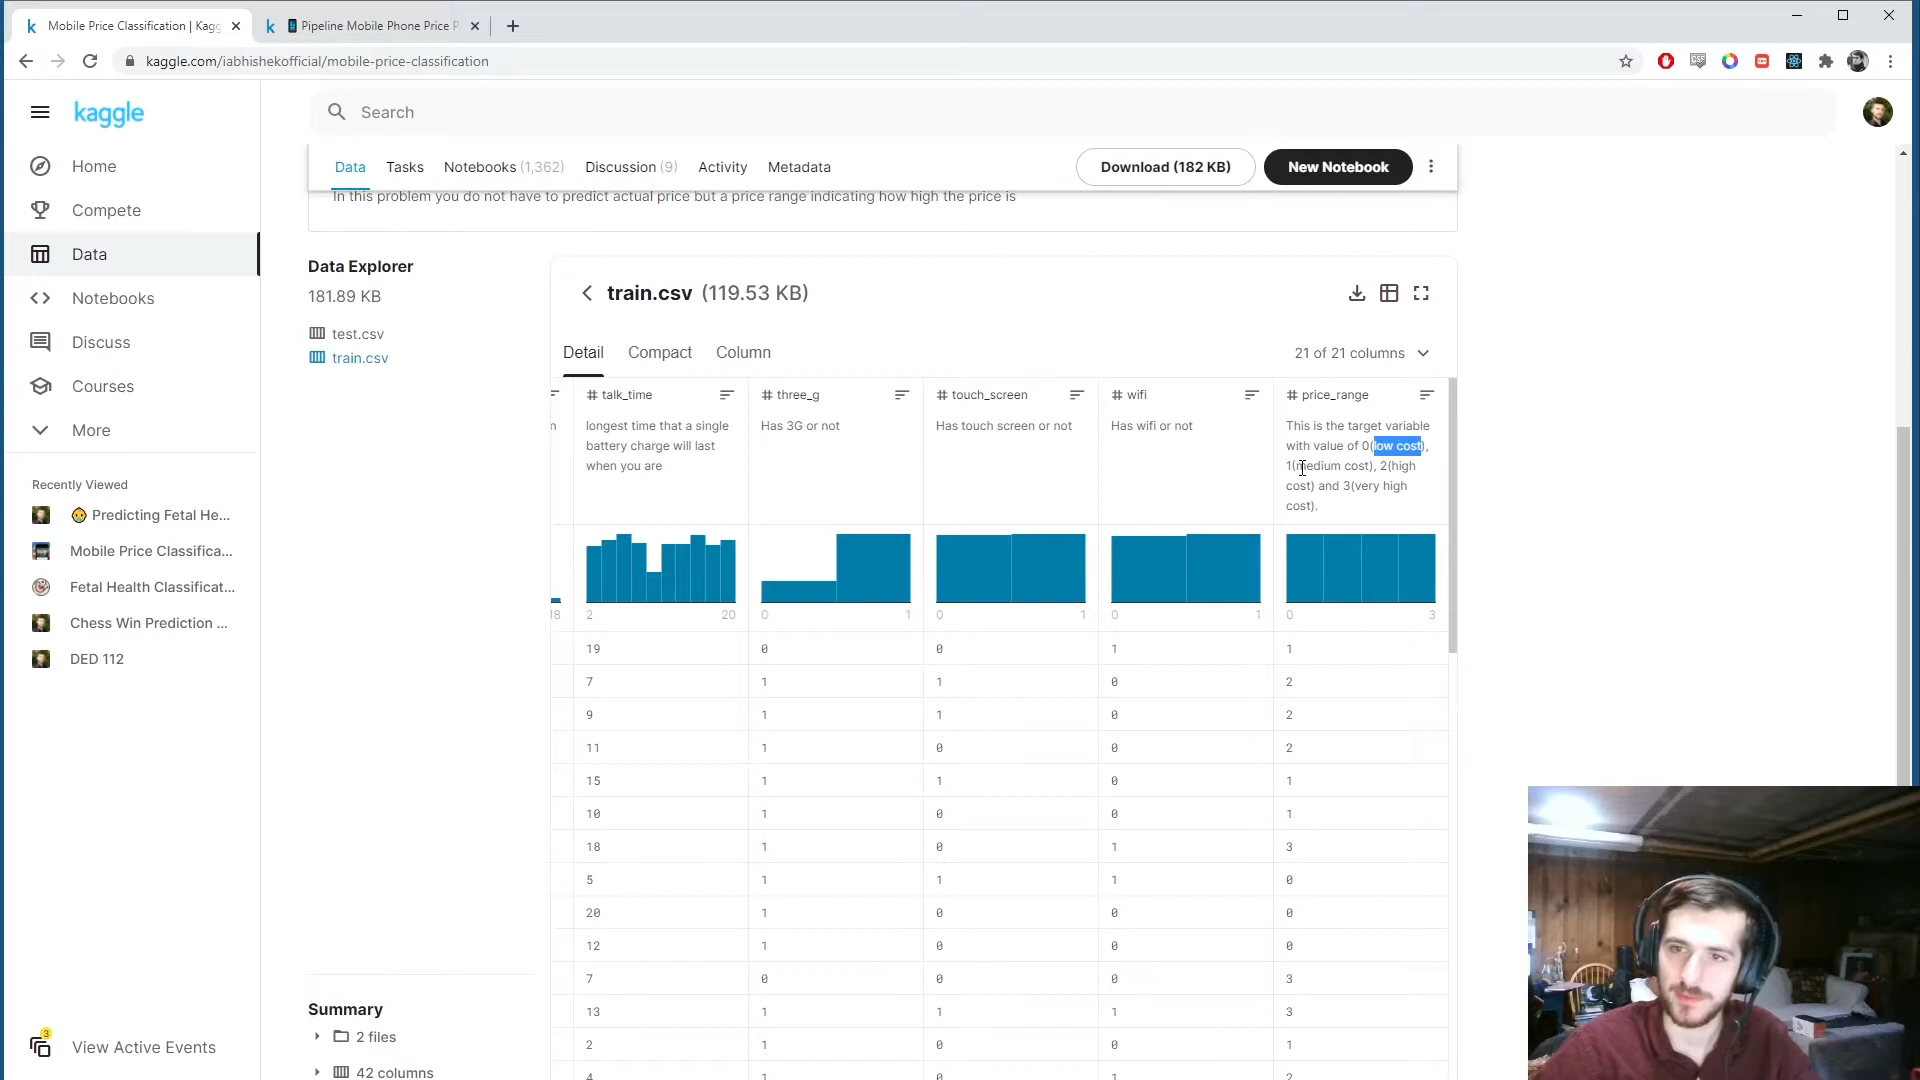 Mobile Price Classification | Kagg
Pipeline Mobile Phone Price P
kaggle.com/iabhishekofficial/mobile-price-classification
kaggle
Search
Home
Compete
Data
Notebooks
Discuss
Courses
More
Recently Viewed
Predicting Fetal He...
Mobile Price Classifica...
Fetal Health Classificat...
Chess Win Prediction ...
DED 112
3
View Active Events
Data Tasks Notebooks (1,362) Discussion (9) Activity Metadata
Download (182 KB) New Notebook
In this problem you do not have to predict actual price but a price range indicating how high the price is
Data Explorer
181.89 KB
test.csv
train.csv
Summary
2 files
42 columns
train.csv (119.53 KB)
Detail Compact Column
21 of 21 columns
# talk_time # three_g # touch_screen # wifi # price_range
n
longest time that a single
battery charge will last
when you are
Has 3G or not
Has touch screen or not
Has wifi or not
This is the target variable
with value of 0(low cost),
1(medium cost), 2(high
cost) and 3(very high
cost).
18 2 20 0 1 0 1 0 1 0 3
19 0 0 1 1
7 1 1 0 2
9 1 1 0 2
11 1 0 0 2
15 1 1 0 1
10 1 0 0 1
18 1 0 1 3
5 1 1 1 0
20 1 0 0 0
12 1 0 0 0
7 0 0 0 3
13 1 1 1 3
2 1 0 0 1
4 1 0 1 2